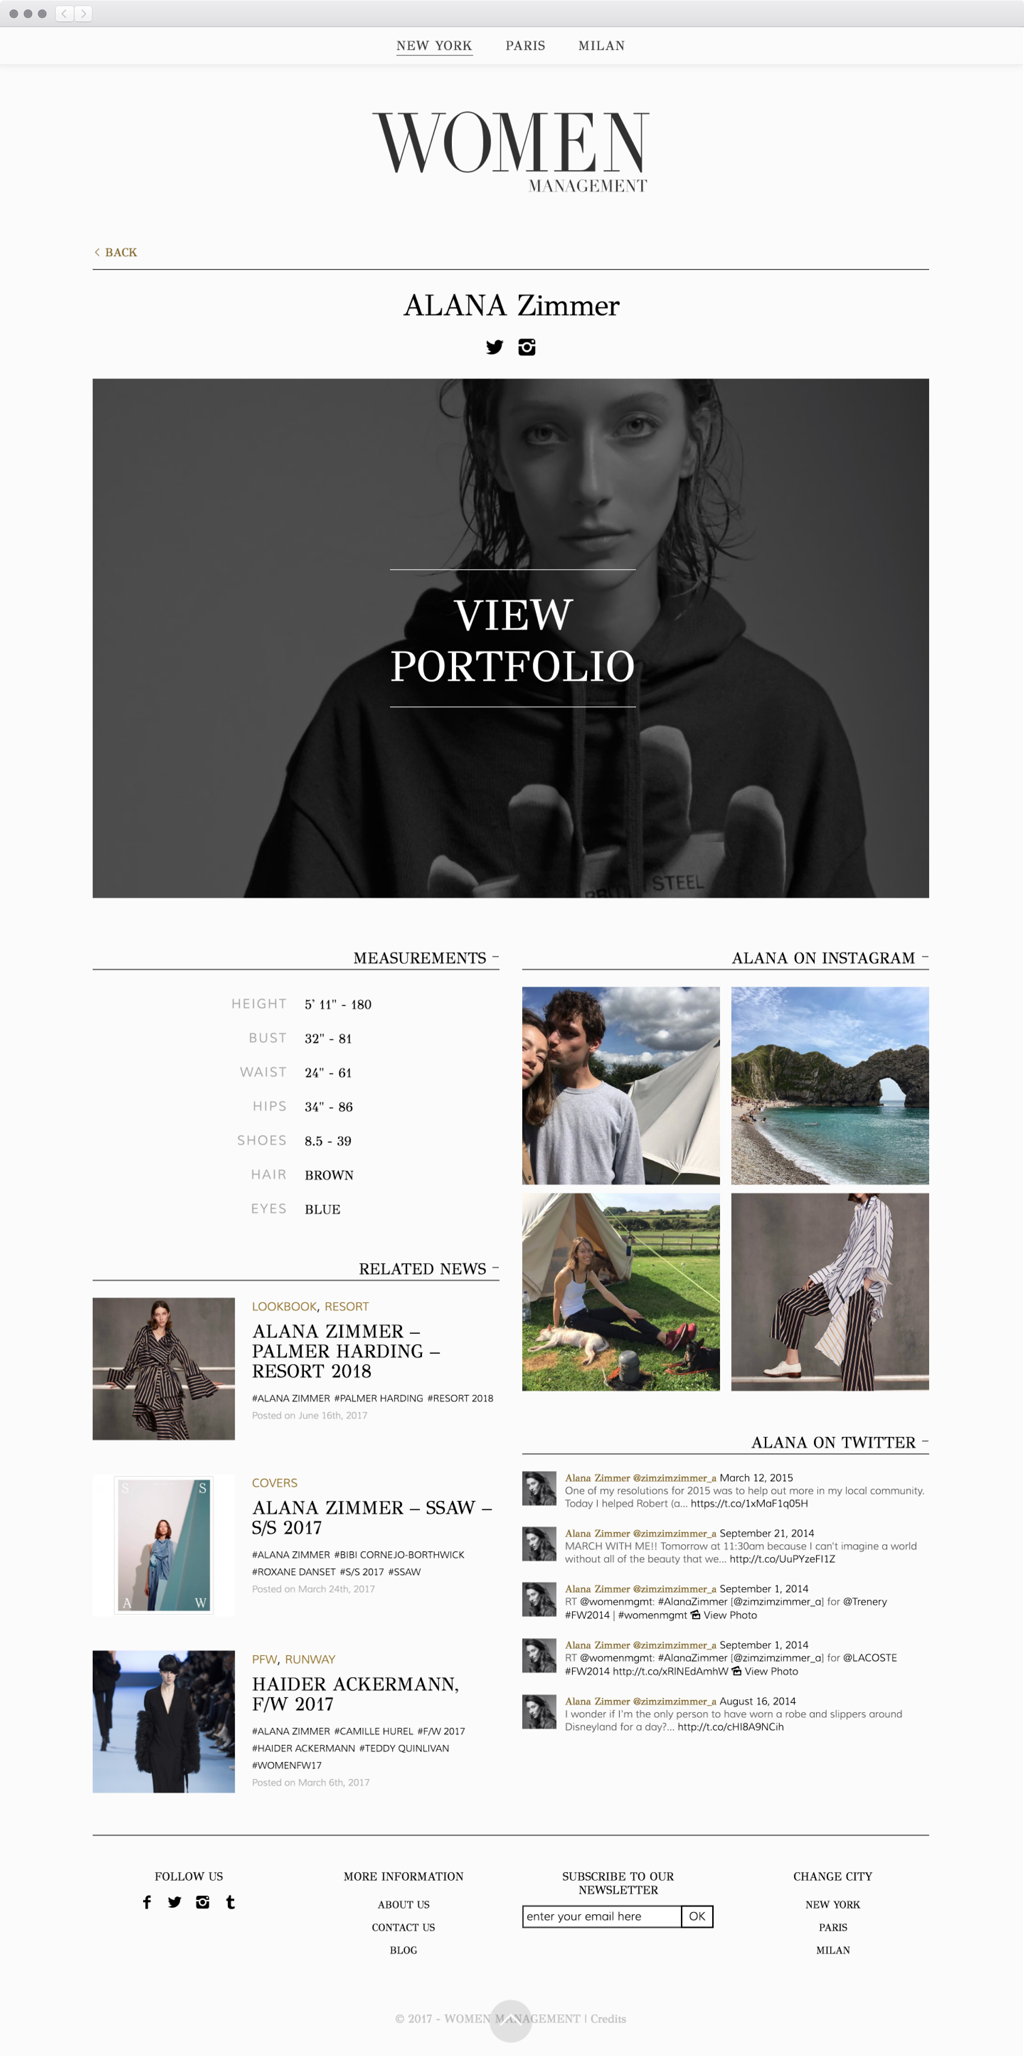 NEW YORK PARIS MILAN
WOMEN
MANAGEMENT
BACK
ALANA Zimmer
VIEW
PORTFOLIO
BRITISH STEEL
MEASUREMENTS –
HEIGHT 5' 11" - 180
BUST 32" - 81
WAIST 24" - 61
HIPS 34" - 86
SHOES 8.5 - 39
HAIR BROWN
EYES BLUE
RELATED NEWS –
LOOKBOOK, RESORT
ALANA ZIMMER –
PALMER HARDING –
RESORT 2018
#ALANA ZIMMER #PALMER HARDING #RESORT 2018
Posted on June 16th, 2017
S S
A W
COVERS
ALANA ZIMMER – SSAW –
S/S 2017
#ALANA ZIMMER #BIBI CORNEJO-BORTHWICK
#ROXANE DANSET #S/S 2017 #SSAW
Posted on March 24th, 2017
PFW, RUNWAY
HAIDER ACKERMANN,
F/W 2017
#ALANA ZIMMER #CAMILLE HUREL #F/W 2017
#HAIDER ACKERMANN #TEDDY QUINLIVAN
#WOMENFW17
Posted on March 6th, 2017
ALANA ON INSTAGRAM –
ALANA ON TWITTER –
Alana Zimmer @zimzimzimmer_a March 12, 2015
One of my resolutions for 2015 was to help out more in my local community.
Today I helped Robert (a... https://t.co/1xMaF1q05H
Alana Zimmer @zimzimzimmer_a September 21, 2014
MARCH WITH ME!! Tomorrow at 11:30am because I can't imagine a world
without all of the beauty that we... http://t.co/UuPYzeFI1Z
Alana Zimmer @zimzimzimmer_a September 1, 2014
RT @womenmgmt: #AlanaZimmer [@zimzimzimmer_a] for @Trenery
#FW2014 | #womenmgmt View Photo
Alana Zimmer @zimzimzimmer_a September 1, 2014
RT @womenmgmt: #AlanaZimmer [@zimzimzimmer_a] for @LACOSTE
#FW2014 http://t.co/xRlNEdAmhW View Photo
Alana Zimmer @zimzimzimmer_a August 16, 2014
I wonder if I'm the only person to have worn a robe and slippers around
Disneyland for a day?... http://t.co/cHI8A9NCih
FOLLOW US
MORE INFORMATION
ABOUT US
CONTACT US
BLOG
SUBSCRIBE TO OUR
NEWSLETTER
enter your email here OK
CHANGE CITY
NEW YORK
PARIS
MILAN
© 2017 - WOMEN MANAGEMENT | Credits